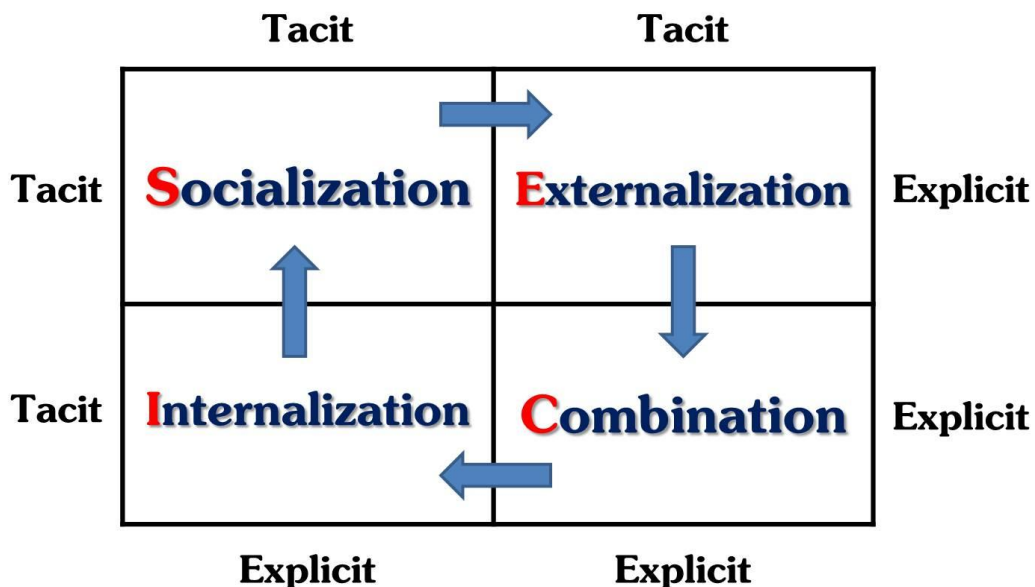 Tacit Tacit
Tacit Socialization Externalization Explicit
Tacit Internalization Combination Explicit
Explicit Explicit